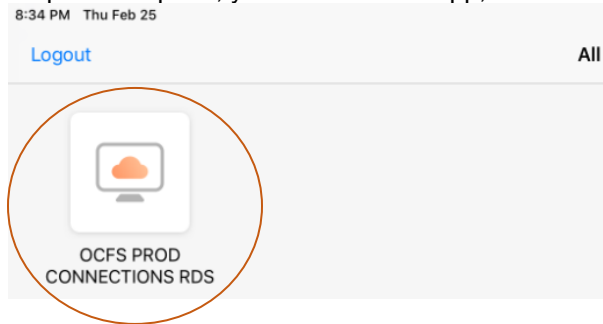 8:34 PM Thu Feb 25
Logout
All
OCFS PROD
CONNECTIONS RDS